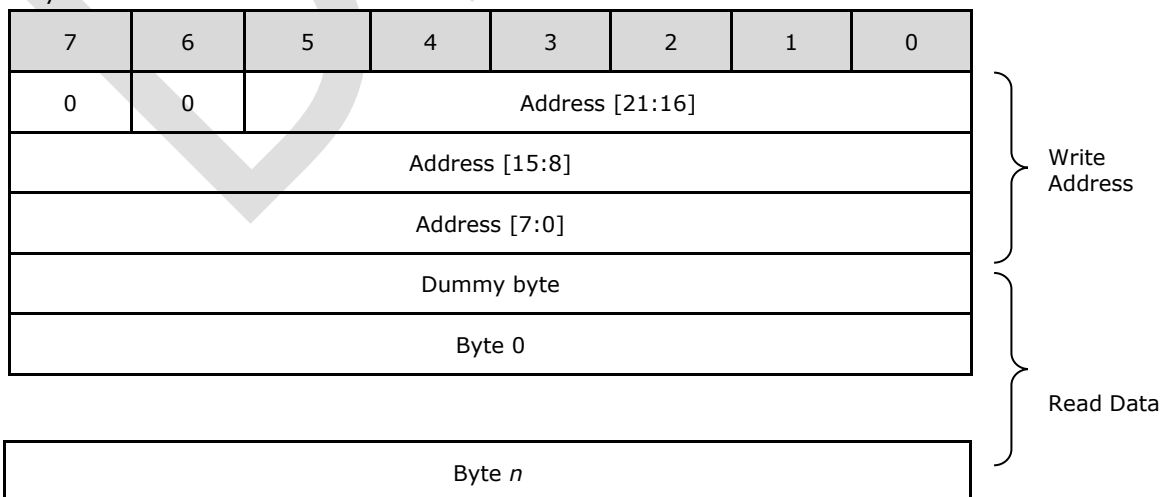 7 6 5 4 3 2 1 0
0 0 Address [21:16]
Address [15:8]
Write
Address
Address [7:0]
Dummy byte
Byte 0
Read Data
Byte n